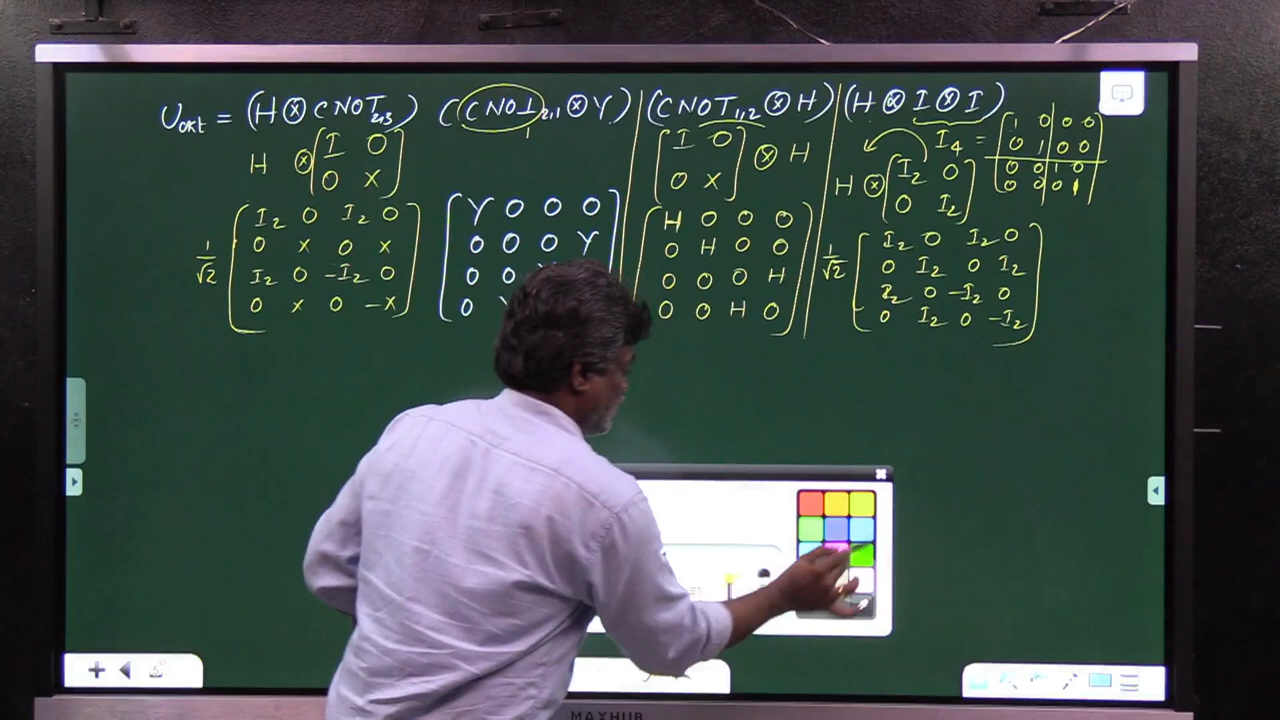 U_CKT = (H ⊗ CNOT_2,3) (CNOT_2,1 ⊗ Y) (CNOT_1,2 ⊗ H) (H ⊗ I ⊗ I)
H ⊗ [I 0
0 X]
[I 0
0 X] ⊗ H
I_4 = [1 0 0 0
0 1 0 0
0 0 1 0
0 0 0 1]
H ⊗ [I_2 0
0 I_2]
1/√2 [I_2 0 I_2 0
0 X 0 X
I_2 0 -I_2 0
0 X 0 -X]
[Y 0 0 0
0 0 0 Y
0 0
0]
[H 0 0 0
0 H 0 0
0 0 0 H
0 0 H 0]
1/√2 [I_2 0 I_2 0
0 I_2 0 I_2
I_2 0 -I_2 0
0 I_2 0 -I_2]
MAXHUB